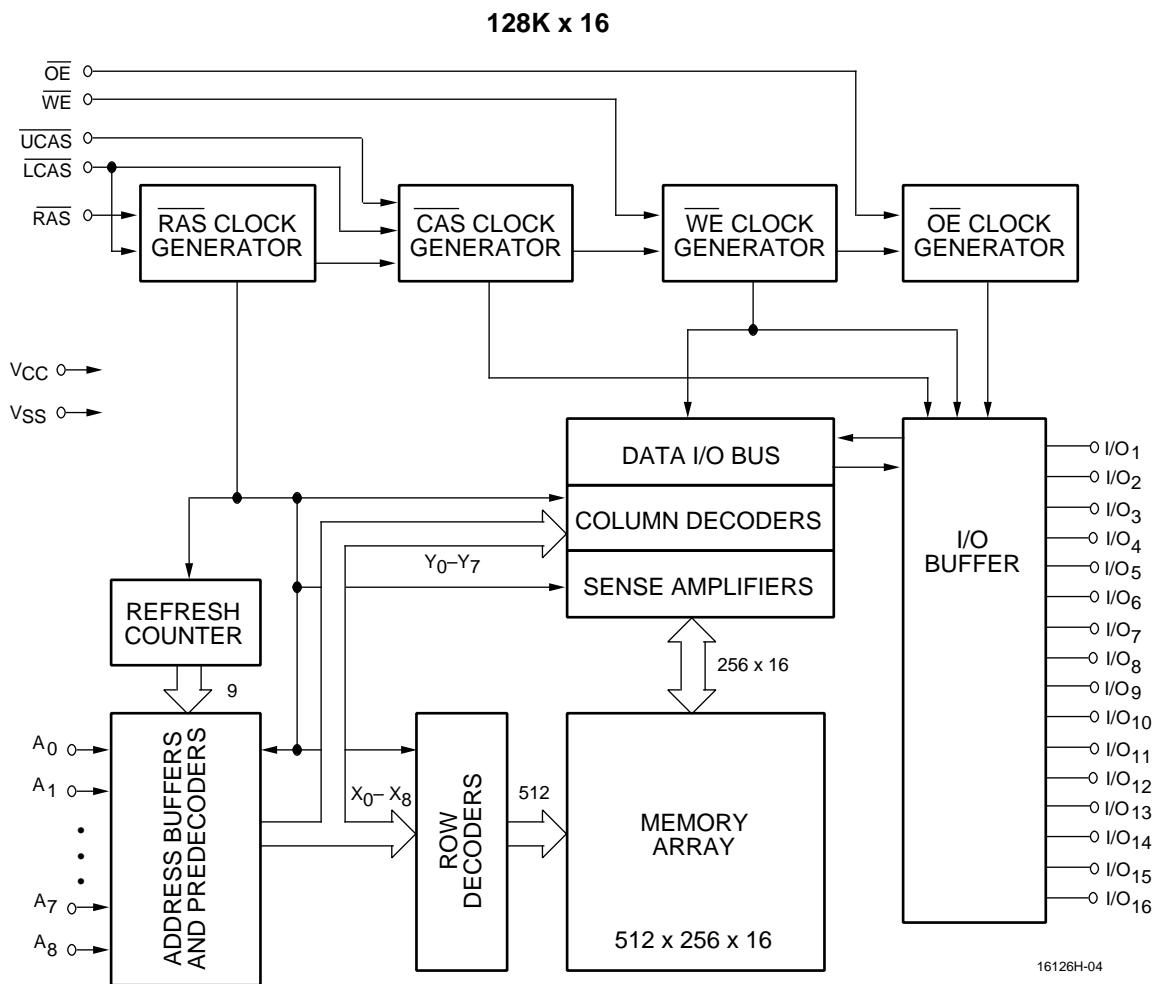 128K x 16
OE
WE
UCAS
LCAS
RAS
RAS CLOCK
GENERATOR
CAS CLOCK
GENERATOR
WE CLOCK
GENERATOR
OE CLOCK
GENERATOR
VCC
VSS
DATA I/O BUS
COLUMN DECODERS
SENSE AMPLIFIERS
Y0–Y7
REFRESH
COUNTER
9
256 x 16
I/O
BUFFER
I/O1
I/O2
I/O3
I/O4
I/O5
I/O6
I/O7
I/O8
I/O9
I/O10
I/O11
I/O12
I/O13
I/O14
I/O15
I/O16
A0
A1
A7
A8
ADDRESS BUFFERS
AND PREDECODERS
X0–X8
ROW
DECODERS
512
MEMORY
ARRAY
512 x 256 x 16
16126H-04